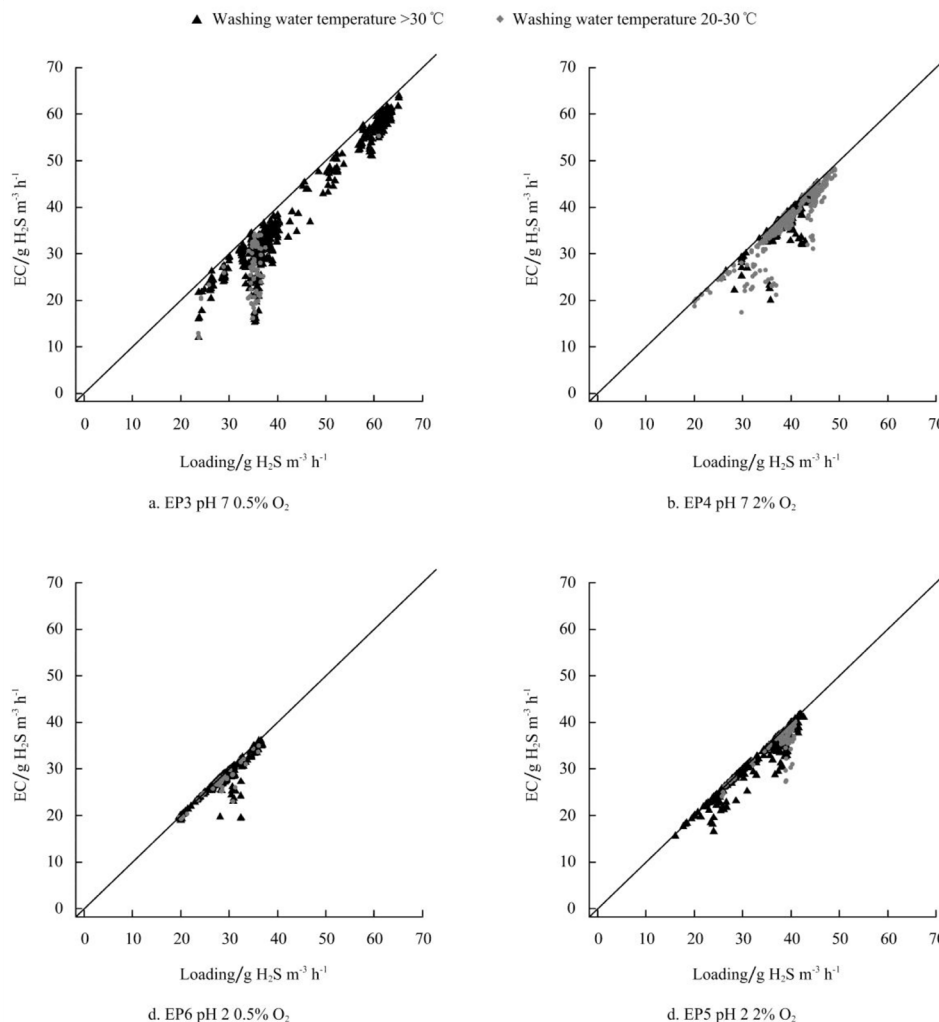 Washing water temperature >30 ℃ Washing water temperature 20-30 ℃
70
60
50
40
30
20
10
0
EC/g H₂S m⁻³ h⁻¹
0 10 20 30 40 50 60 70
Loading/g H₂S m⁻³ h⁻¹
a. EP3 pH 7 0.5% O₂
70
60
50
40
30
20
10
0
EC/g H₂S m⁻³ h⁻¹
0 10 20 30 40 50 60 70
Loading/g H₂S m⁻³ h⁻¹
b. EP4 pH 7 2% O₂
70
60
50
40
30
20
10
0
EC/g H₂S m⁻³ h⁻¹
0 10 20 30 40 50 60 70
Loading/g H₂S m⁻³ h⁻¹
d. EP6 pH 2 0.5% O₂
70
60
50
40
30
20
10
0
EC/g H₂S m⁻³ h⁻¹
0 10 20 30 40 50 60 70
Loading/g H₂S m⁻³ h⁻¹
d. EP5 pH 2 2% O₂